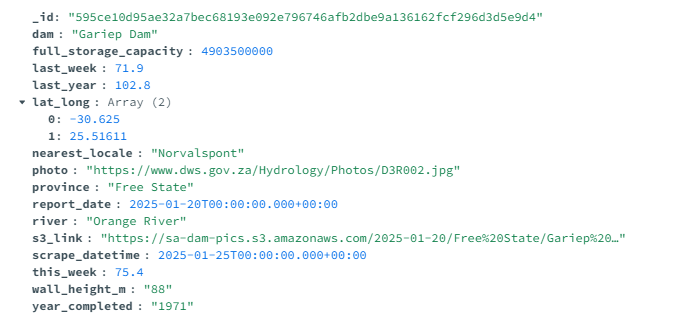 _id: "595ce10d95ae32a7bec68193e092e796746afb2dbe9a136162fcf296d3d5e9d4"
dam : "Gariep Dam"
full_storage_capacity : 4903500000
last_week : 71.9
last_year : 102.8
lat_long : Array (2)
0: -30.625
1: 25.51611
nearest_locale : "Norvalspont"
photo : "https://www.dws.gov.za/Hydrology/Photos/D3R002.jpg"
province : "Free State"
report_date : 2025-01-20T00:00:00.000+00:00
river : "Orange River"
s3_link : "https://sa-dam-pics.s3.amazonaws.com/2025-01-20/Free%20State/Gariep%20…"
scrape_datetime : 2025-01-25T00:00:00.000+00:00
this_week : 75.4
wall_height_m : "88"
year_completed : "1971"